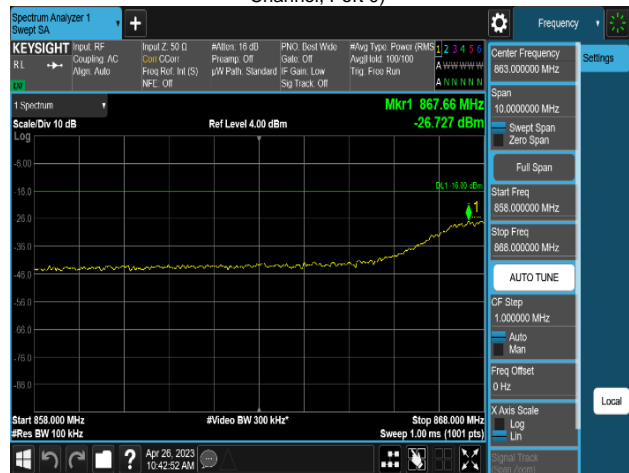 Channel, Port 0)
Spectrum Analyzer 1
Swept SA
+
Frequency
KEYSIGHT
RL
Input: RF
Coupling: AC
Align: Auto
Input Z: 50 Ω
Corr CCorr
Freq Ref: Int (S)
NFE: Off
#Atten: 16 dB
Preamp: Off
µW Path: Standard
PNO: Best Wide
Gate: Off
IF Gain: Low
Sig Track: Off
#Avg Type: Power (RMS)
Avg|Hold: 100/100
Trig: Free Run
1 2 3 4 5 6
A W W W W W
A N N N N N
1 Spectrum
Scale/Div 10 dB
Log
Ref Level 4.00 dBm
Mkr1 867.66 MHz
-26.727 dBm
DL1 -16.00 dBm
1
-6.00
-16.0
-26.0
-36.0
-46.0
-56.0
-66.0
-76.0
-86.0
Start 858.000 MHz
#Res BW 100 kHz
#Video BW 300 kHz*
Stop 868.000 MHz
Sweep 1.00 ms (1001 pts)
?
Apr 26, 2023
10:42:52 AM
Center Frequency
863.000000 MHz
Span
10.0000000 MHz
Swept Span
Zero Span
Full Span
Start Freq
858.000000 MHz
Stop Freq
868.000000 MHz
AUTO TUNE
CF Step
1.000000 MHz
Auto
Man
Freq Offset
0 Hz
X Axis Scale
Log
Lin
Signal Track
(Span Zoom)
Settings
Local